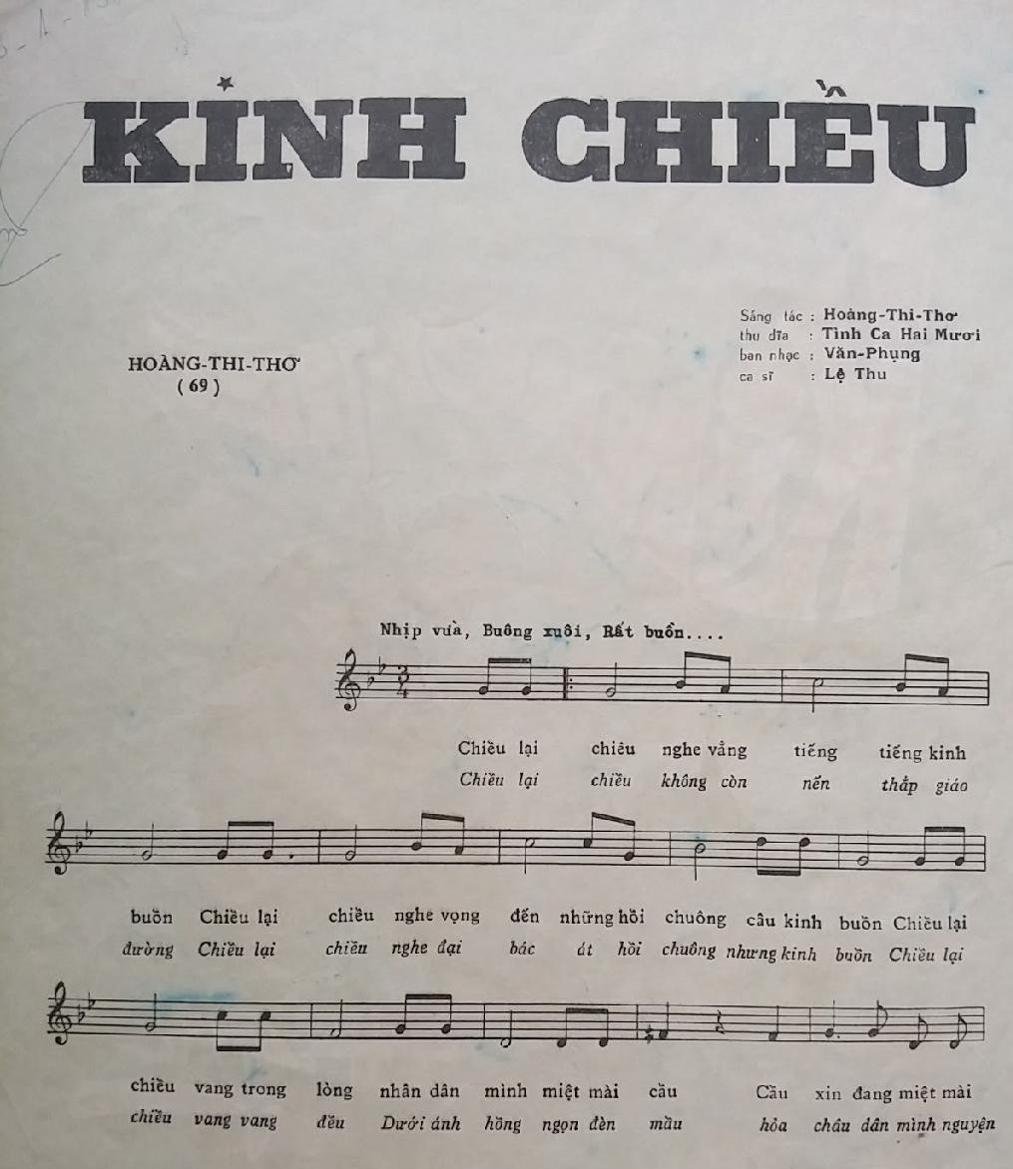 KINH CHIỀU
Sáng tác : Hoàng-Thi-Thơ
thu dĩa : Tình Ca Hai Mươi
ban nhạc : Văn-Phụng
ca sĩ : Lệ Thu
HOÀNG-THI-THƠ
( 69 )
Nhịp vừa, Buông xuôi, Rất buồn....
3
4
Chiều lại chiêu nghe vẳng tiếng tiếng kinh
Chiều lại chiều không còn nến thắp giáo
buồn Chiều lại chiều nghe vọng đến những hồi chuông câu kinh buồn Chiều lại
đường Chiều lại chiều nghe đại bác át hồi chuông nhưng kinh buồn Chiều lại
chiều vang trong lòng nhân dân mình miệt mài cầu Cầu xin đang miệt mài
chiều vang vang đều Dưới ánh hồng ngọn đèn mầu hỏa châu dân mình nguyện